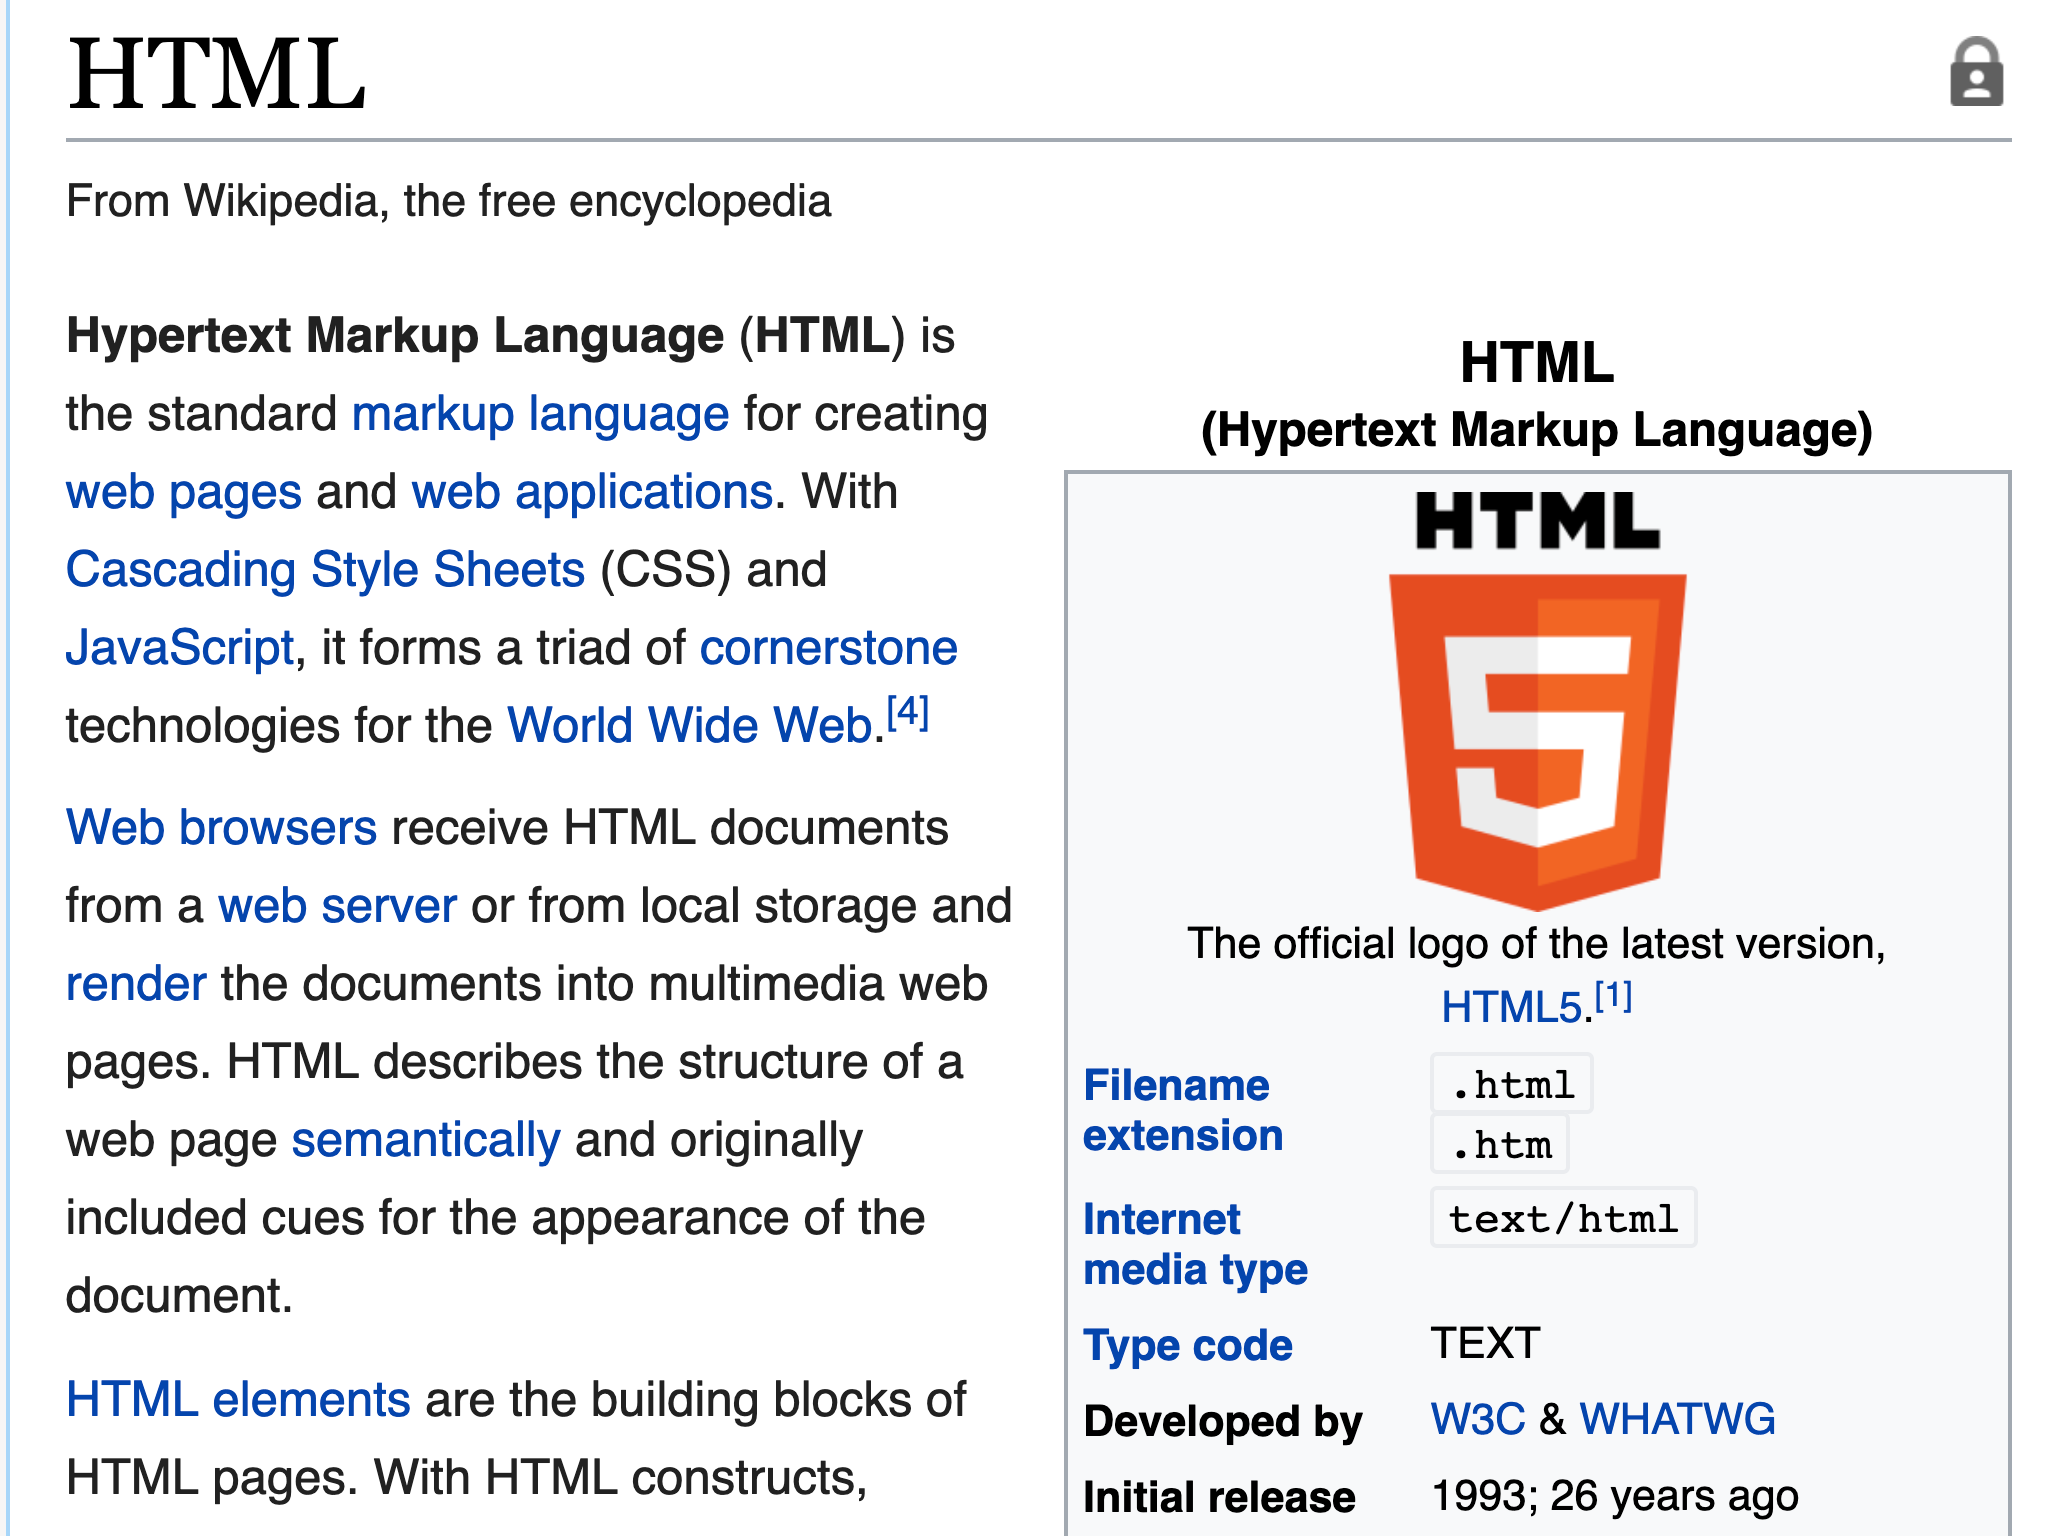 HTML
From Wikipedia, the free encyclopedia
Hypertext Markup Language (HTML) is
the standard markup language for creating
web pages and web applications. With
Cascading Style Sheets (CSS) and
JavaScript, it forms a triad of cornerstone
technologies for the World Wide Web.[4]
Web browsers receive HTML documents
from a web server or from local storage and
render the documents into multimedia web
pages. HTML describes the structure of a
web page semantically and originally
included cues for the appearance of the
document.
HTML elements are the building blocks of
HTML pages. With HTML constructs,
HTML
(Hypertext Markup Language)
HTML
5
The official logo of the latest version,
HTML5.[1]
Filename
extension
.html
.htm
Internet
media type
text/html
Type code
TEXT
Developed by
W3C & WHATWG
Initial release
1993; 26 years ago